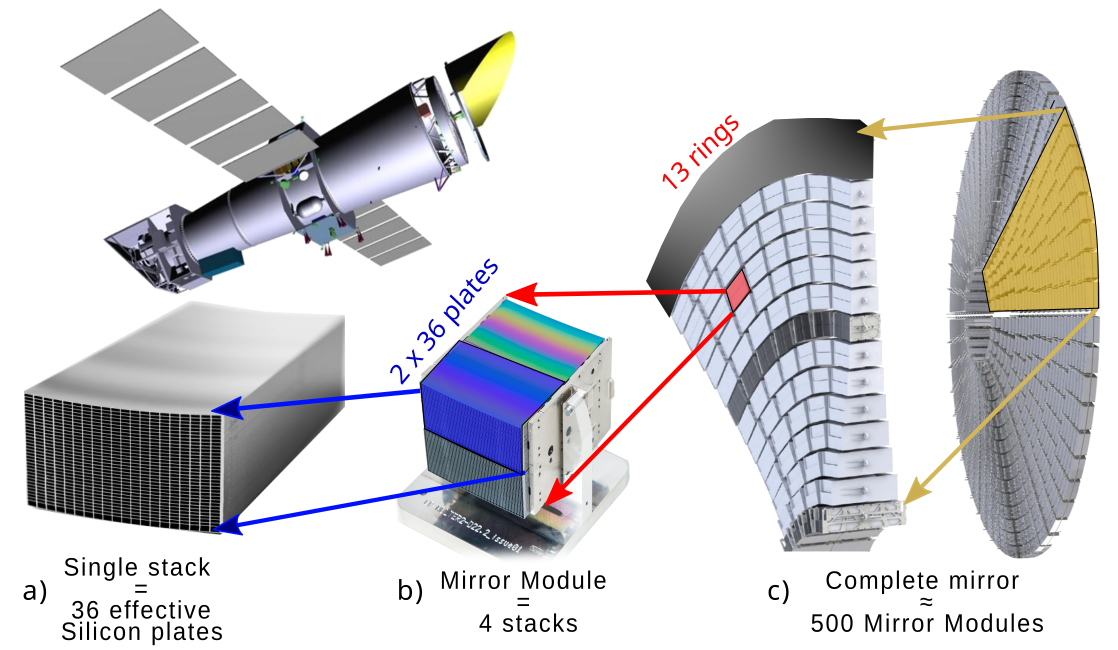 13 rings
2 x 36 plates
a) Single stack
=
36 effective
Silicon plates
b) Mirror Module
=
4 stacks
c) Complete mirror
≈
500 Mirror Modules